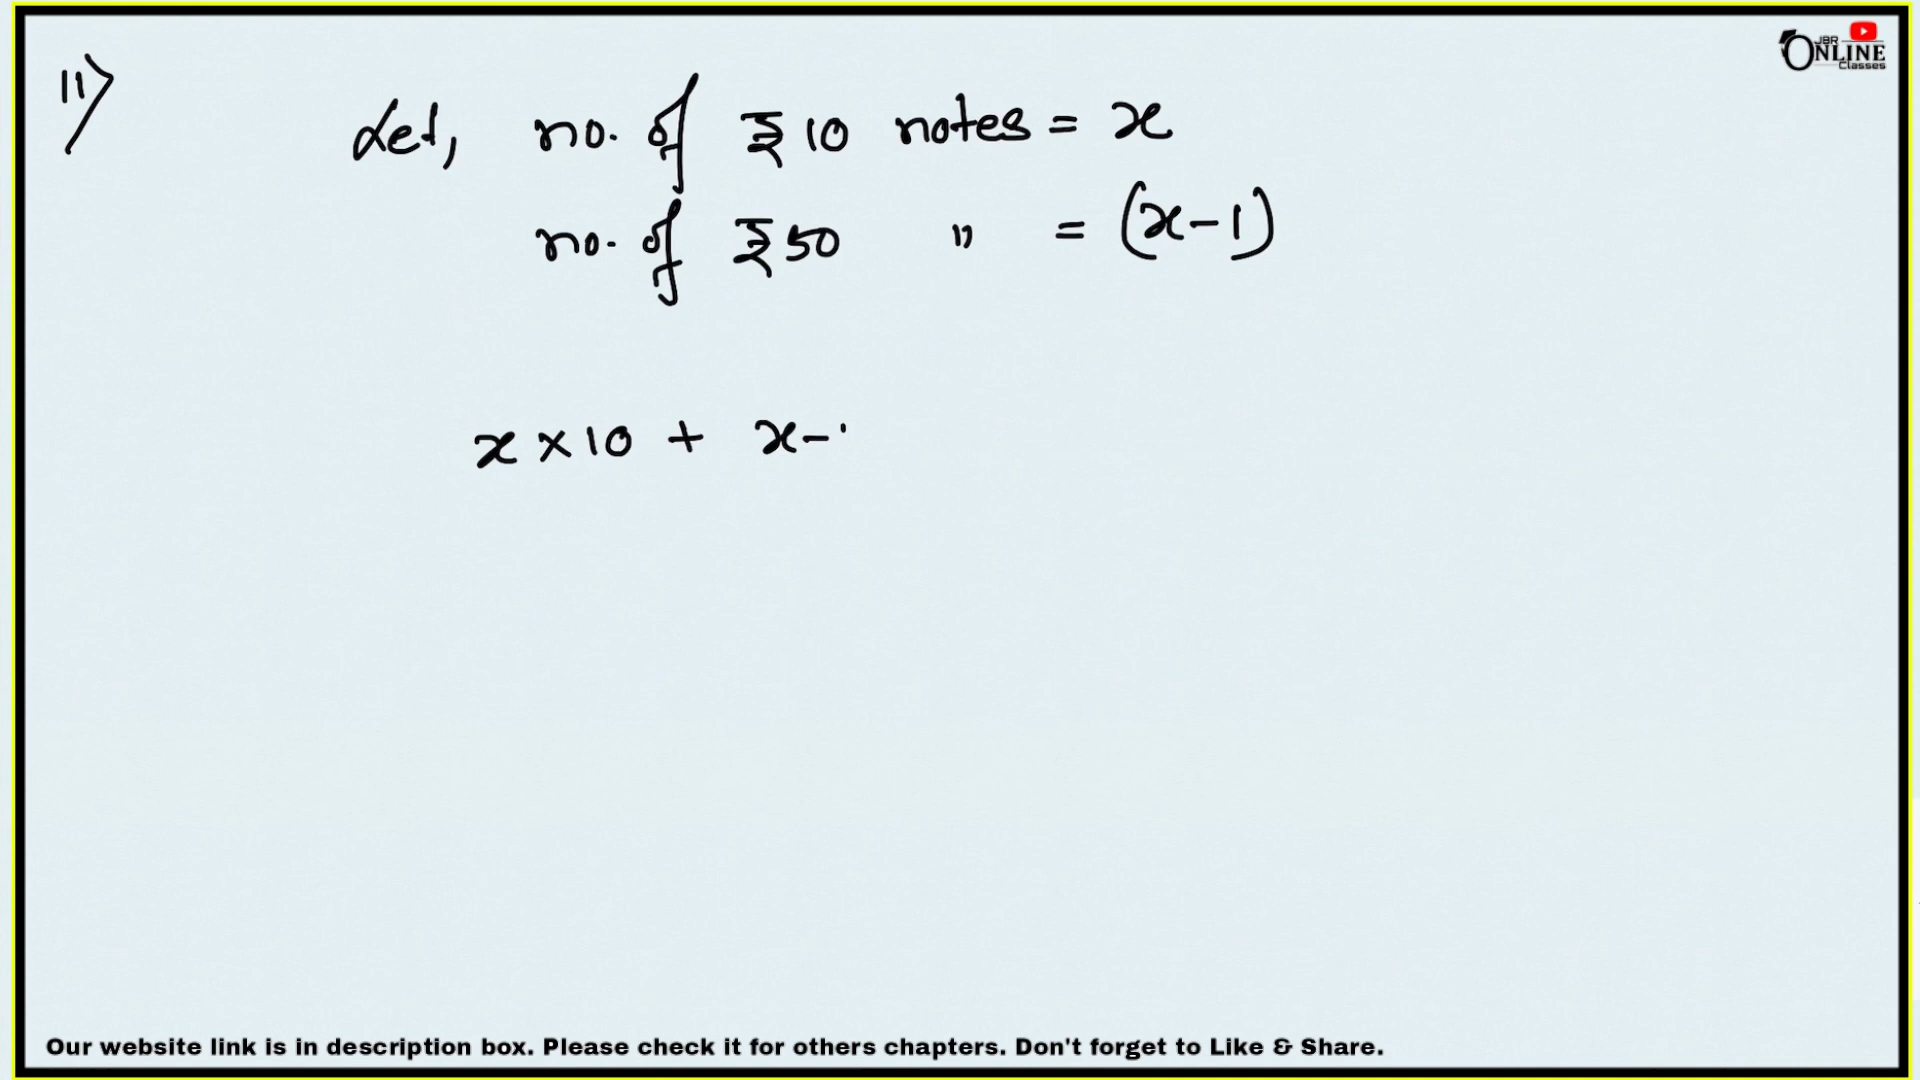 11)
Let, no. of ₹10 notes = x
no. of ₹50 " = (x-1)
x × 10 + x-
JBR
ONLINE
Classes
Our website link is in description box. Please check it for others chapters. Don't forget to Like & Share.